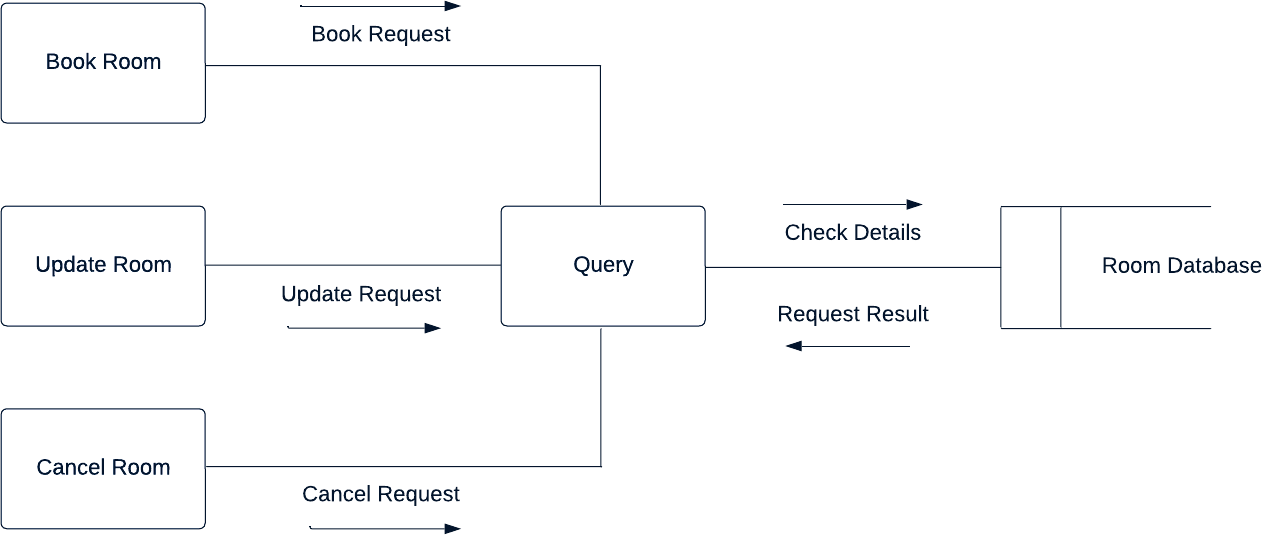 Book Request
Book Room
Update Room
Update Request
Query
Check Details
Request Result
Room Database
Cancel Room
Cancel Request